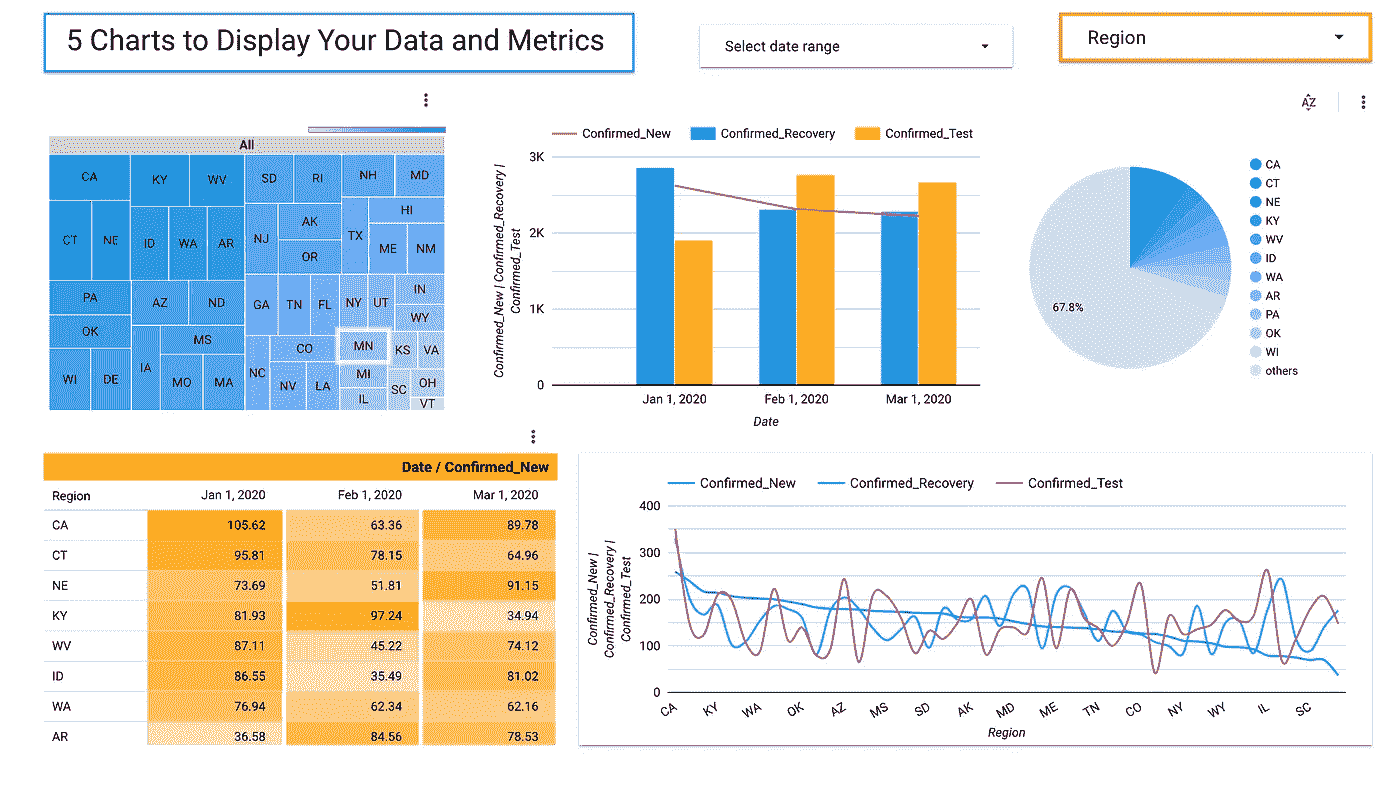 5 Charts to Display Your Data and Metrics
Select date range
Region
All
CA
KY
WV
SD
RI
NH
MD
CT
NE
ID
WA
AR
NJ
AK
OR
TX
HI
ME
NM
PA
AZ
ND
GA
TN
FL
NY
UT
IN
WY
OK
MS
CO
MN
KS
VA
WI
DE
IA
MO
MA
NC
NV
LA
MI
IL
SC
OH
VT
Confirmed_New
Confirmed_Recovery
Confirmed_Test
Confirmed_New | Confirmed_Recovery |
Confirmed_Test
3K
2K
1K
0
Jan 1, 2020
Feb 1, 2020
Mar 1, 2020
Date
AZ
67.8%
CA
CT
NE
KY
WV
ID
WA
AR
PA
OK
WI
others
Date / Confirmed_New
Region Jan 1, 2020 Feb 1, 2020 Mar 1, 2020
CA 105.62 63.36 89.78
CT 95.81 78.15 64.96
NE 73.69 51.81 91.15
KY 81.93 97.24 34.94
WV 87.11 45.22 74.12
ID 86.55 35.49 81.02
WA 76.94 62.34 62.16
AR 36.58 84.56 78.53
Confirmed_New
Confirmed_Recovery
Confirmed_Test
Confirmed_New |
Confirmed_Recovery |
Confirmed_Test
400
300
200
100
0
CA
KY
WA
OK
AZ
MS
SD
AK
MD
ME
TN
CO
NY
WY
IL
SC
Region